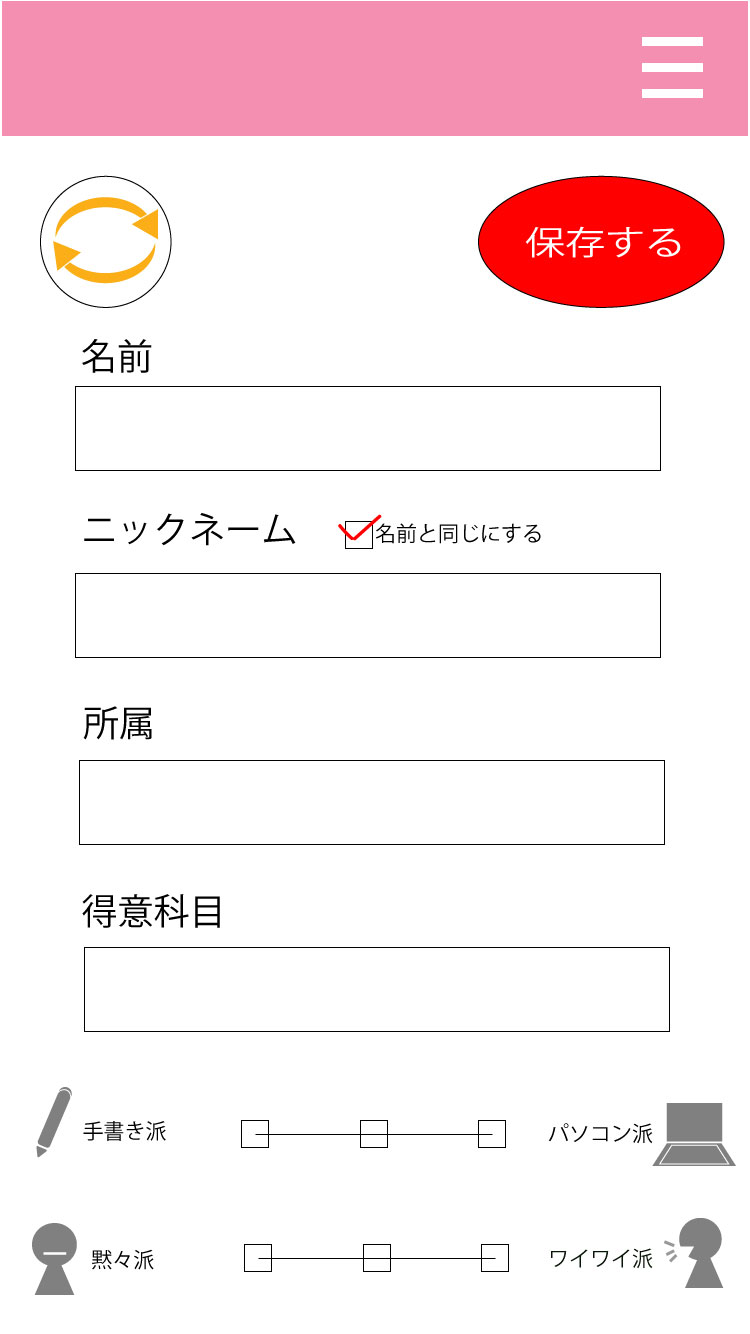 保存する
名前
ニックネーム
名前と同じにする
所属
得意科目
手書き派
パソコン派
黙々派
ワイワイ派